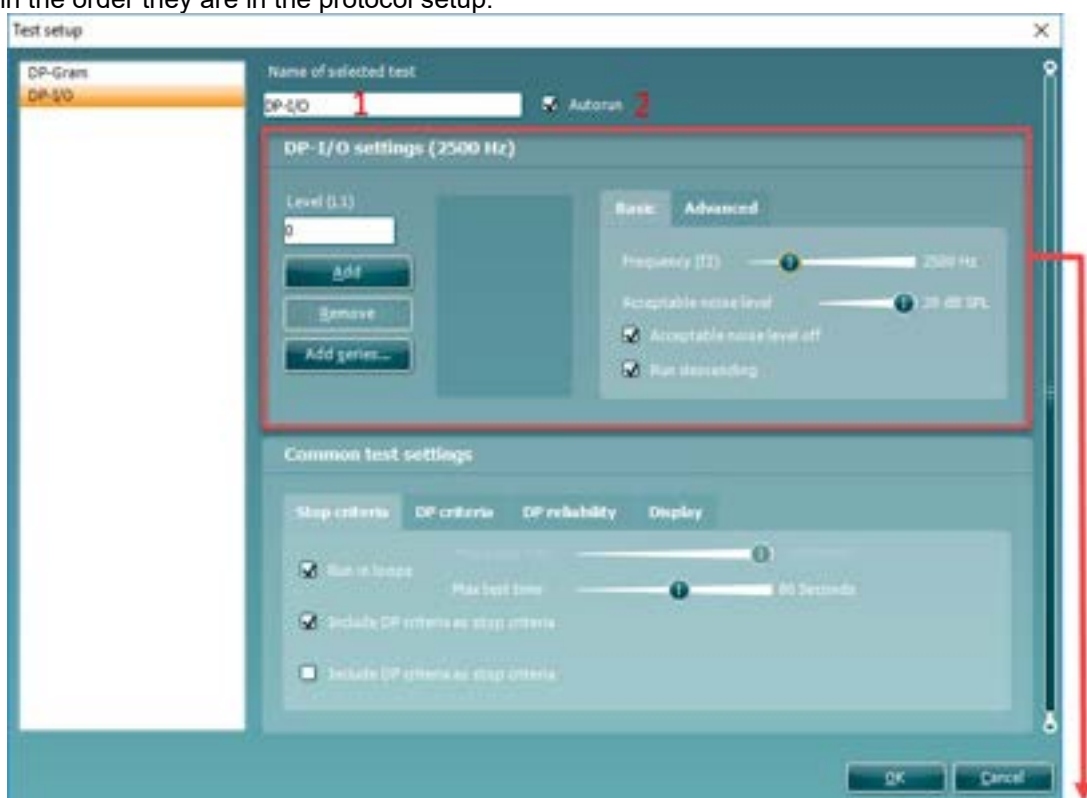 in the order they are in the protocol setup.
Test setup
DP-Gram
DP-I/O
Name of selected test
DP-I/O 1
Autorun 2
DP-I/O settings (2500 Hz)
Level (L1)
0
Add
Remove
Add series...
Basic Advanced
Frequency (f2) 2500 Hz
Acceptable noise level 20 dB SPL
Acceptable noise level off
Run descending
Common test settings
Stop criteria DP criteria DP reliability Display
Run in loops
Max test time 80 Seconds
Include DP criteria as stop criteria
Include DP criteria as stop criteria
OK Cancel